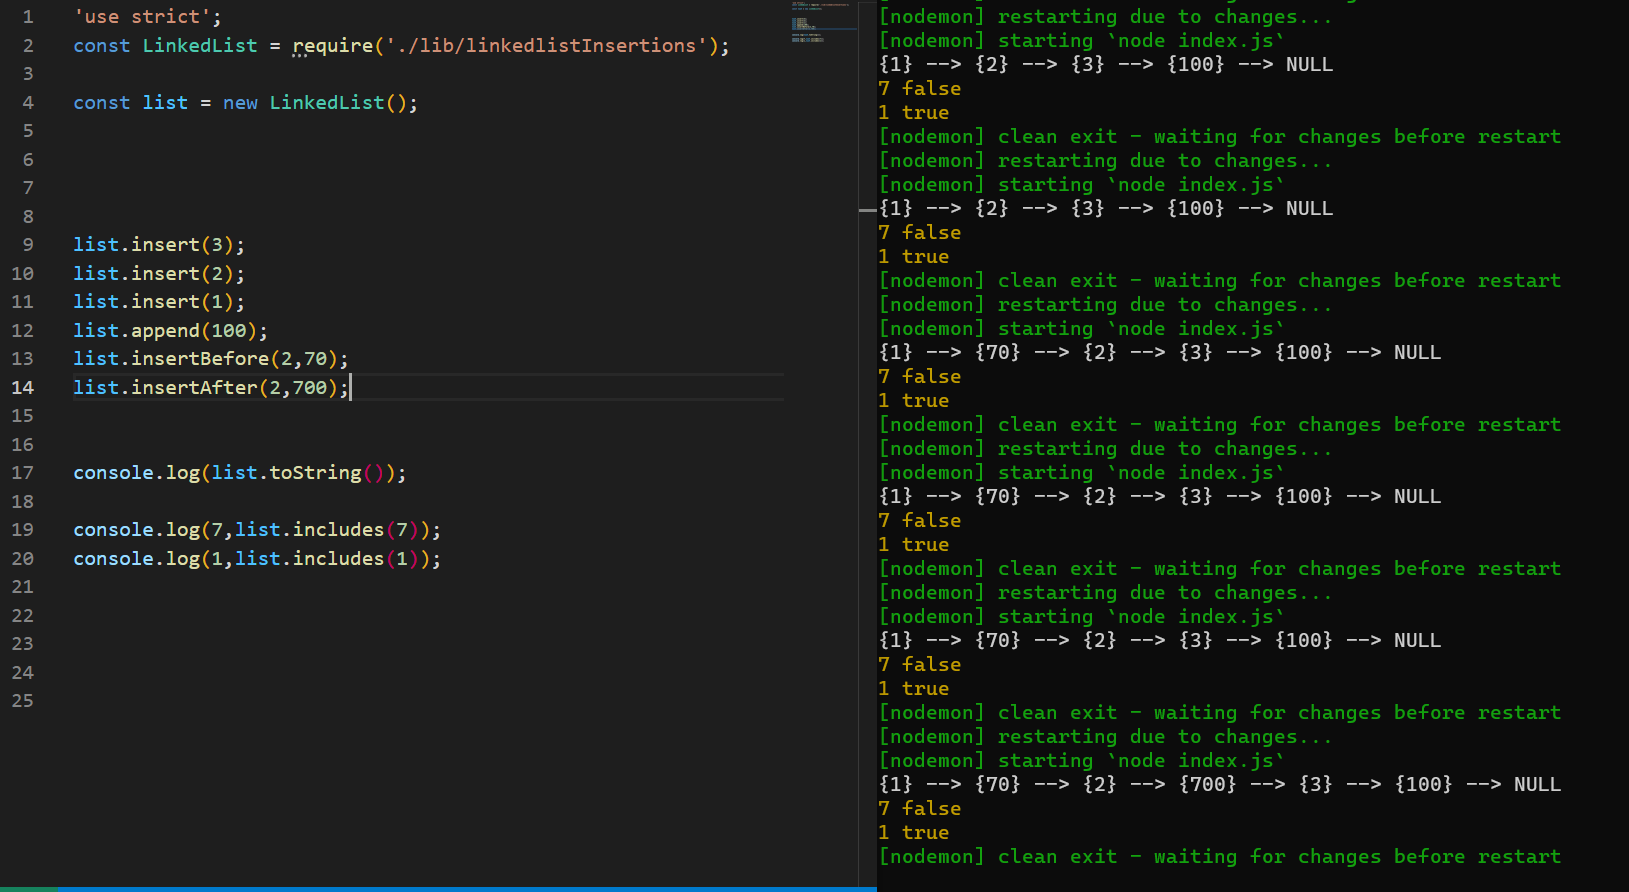 1 'use strict';
2 const LinkedList = require('./lib/linkedlistInsertions');
3
4 const list = new LinkedList();
5
6
7
8
9 list.insert(3);
10 list.insert(2);
11 list.insert(1);
12 list.append(100);
13 list.insertBefore(2,70);
14 list.insertAfter(2,700);
15
16
17 console.log(list.toString());
18
19 console.log(7,list.includes(7));
20 console.log(1,list.includes(1));
21
22
23
24
25
[nodemon] restarting due to changes...
[nodemon] starting `node index.js`
{1} --> {2} --> {3} --> {100} --> NULL
7 false
1 true
[nodemon] clean exit - waiting for changes before restart
[nodemon] restarting due to changes...
[nodemon] starting `node index.js`
{1} --> {2} --> {3} --> {100} --> NULL
7 false
1 true
[nodemon] clean exit - waiting for changes before restart
[nodemon] restarting due to changes...
[nodemon] starting `node index.js`
{1} --> {70} --> {2} --> {3} --> {100} --> NULL
7 false
1 true
[nodemon] clean exit - waiting for changes before restart
[nodemon] restarting due to changes...
[nodemon] starting `node index.js`
{1} --> {70} --> {2} --> {3} --> {100} --> NULL
7 false
1 true
[nodemon] clean exit - waiting for changes before restart
[nodemon] restarting due to changes...
[nodemon] starting `node index.js`
{1} --> {70} --> {2} --> {3} --> {100} --> NULL
7 false
1 true
[nodemon] clean exit - waiting for changes before restart
[nodemon] restarting due to changes...
[nodemon] starting `node index.js`
{1} --> {70} --> {2} --> {700} --> {3} --> {100} --> NULL
7 false
1 true
[nodemon] clean exit - waiting for changes before restart